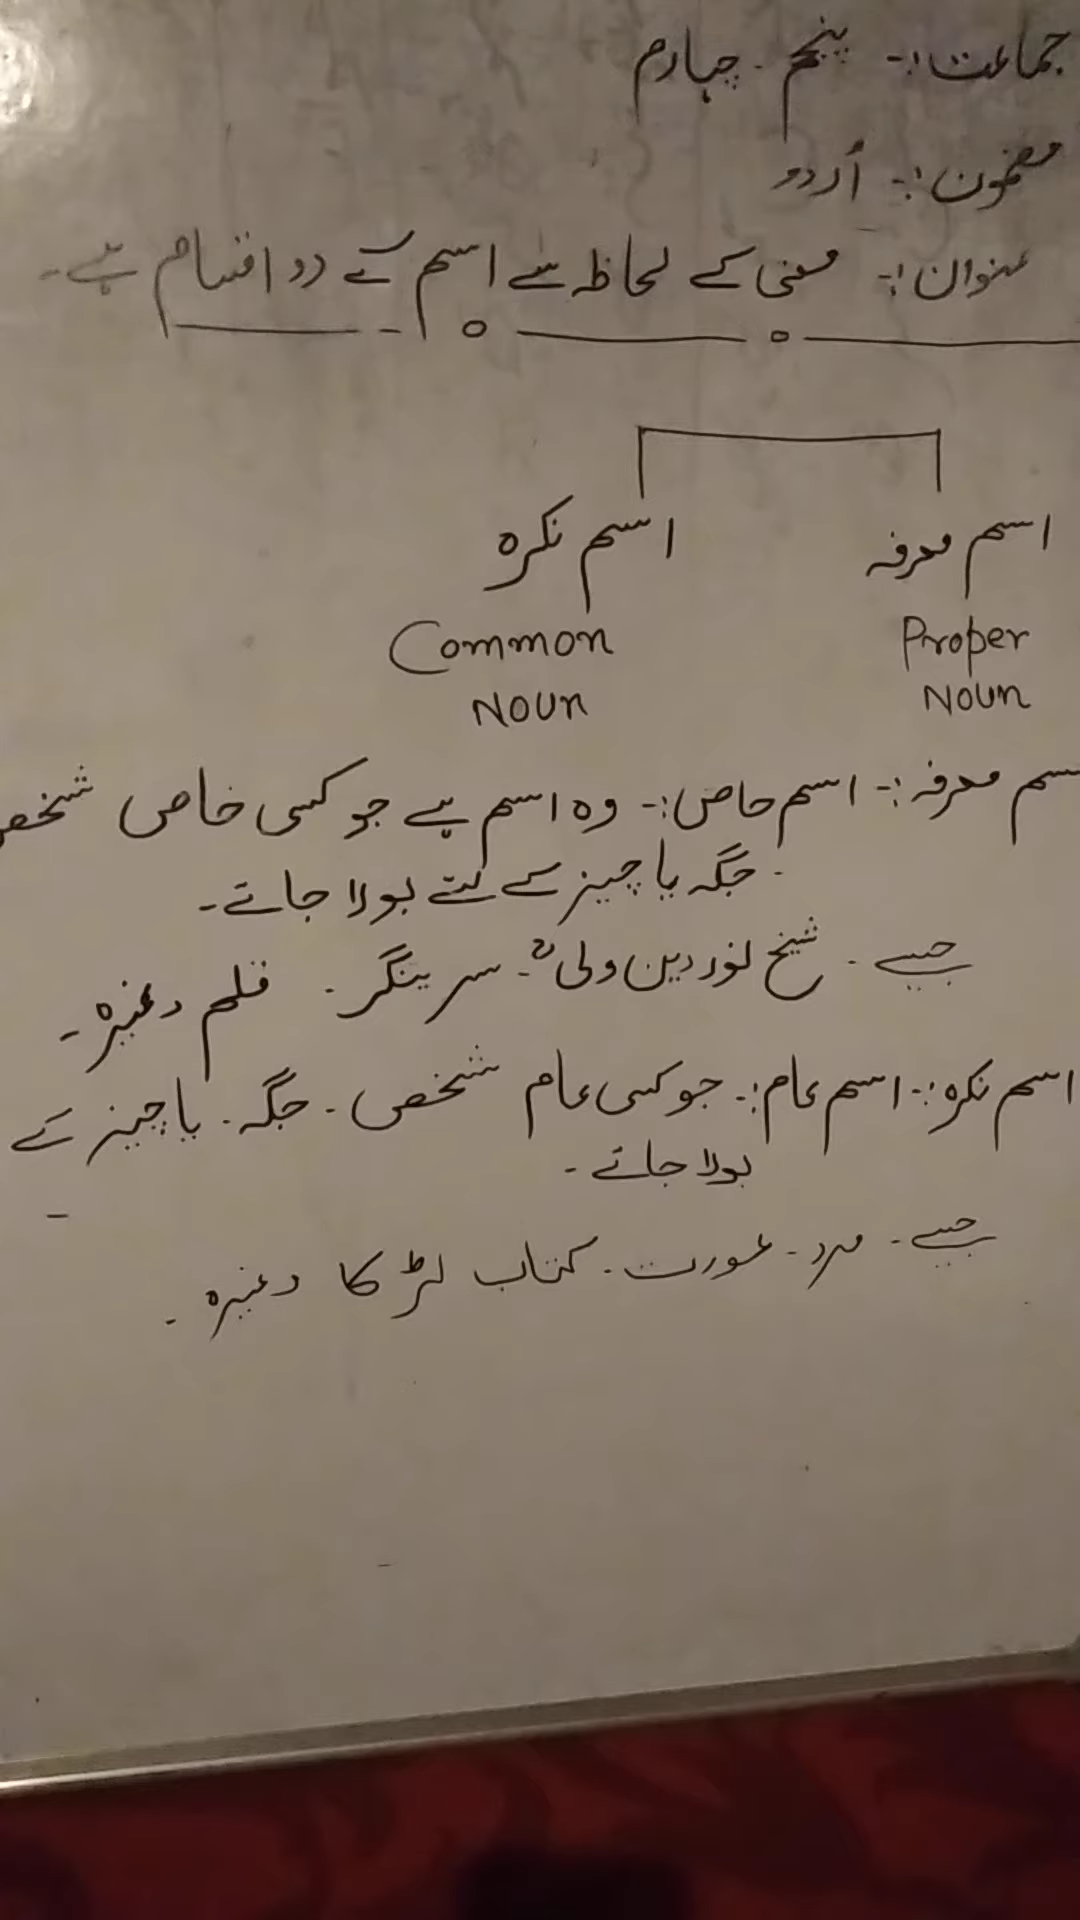 جماعت:- پنجم - چہارم
مضمون:- اُردو
عنوان:- معنی کے لحاظ سے اسم کے دو اقسام ہے۔
اسم معرفہ
اسم نکرہ
Proper
Noun
Common
Noun
سم معرفہ:- اسم خاص:- وہ اسم ہے جو کسی خاص شخص
- جگہ یا چیز کے لئے بولا جائے۔
جیسے - شیخ نور دین ولیؒ - سرینگر - قلم وغیرہ -
اسم نکرہ:- اسم عام:- جو کسی عام شخص - جگہ - یا چیز کے
بولا جائے -
جیسے - مرد - عورت - کتاب لڑکا وغیرہ -